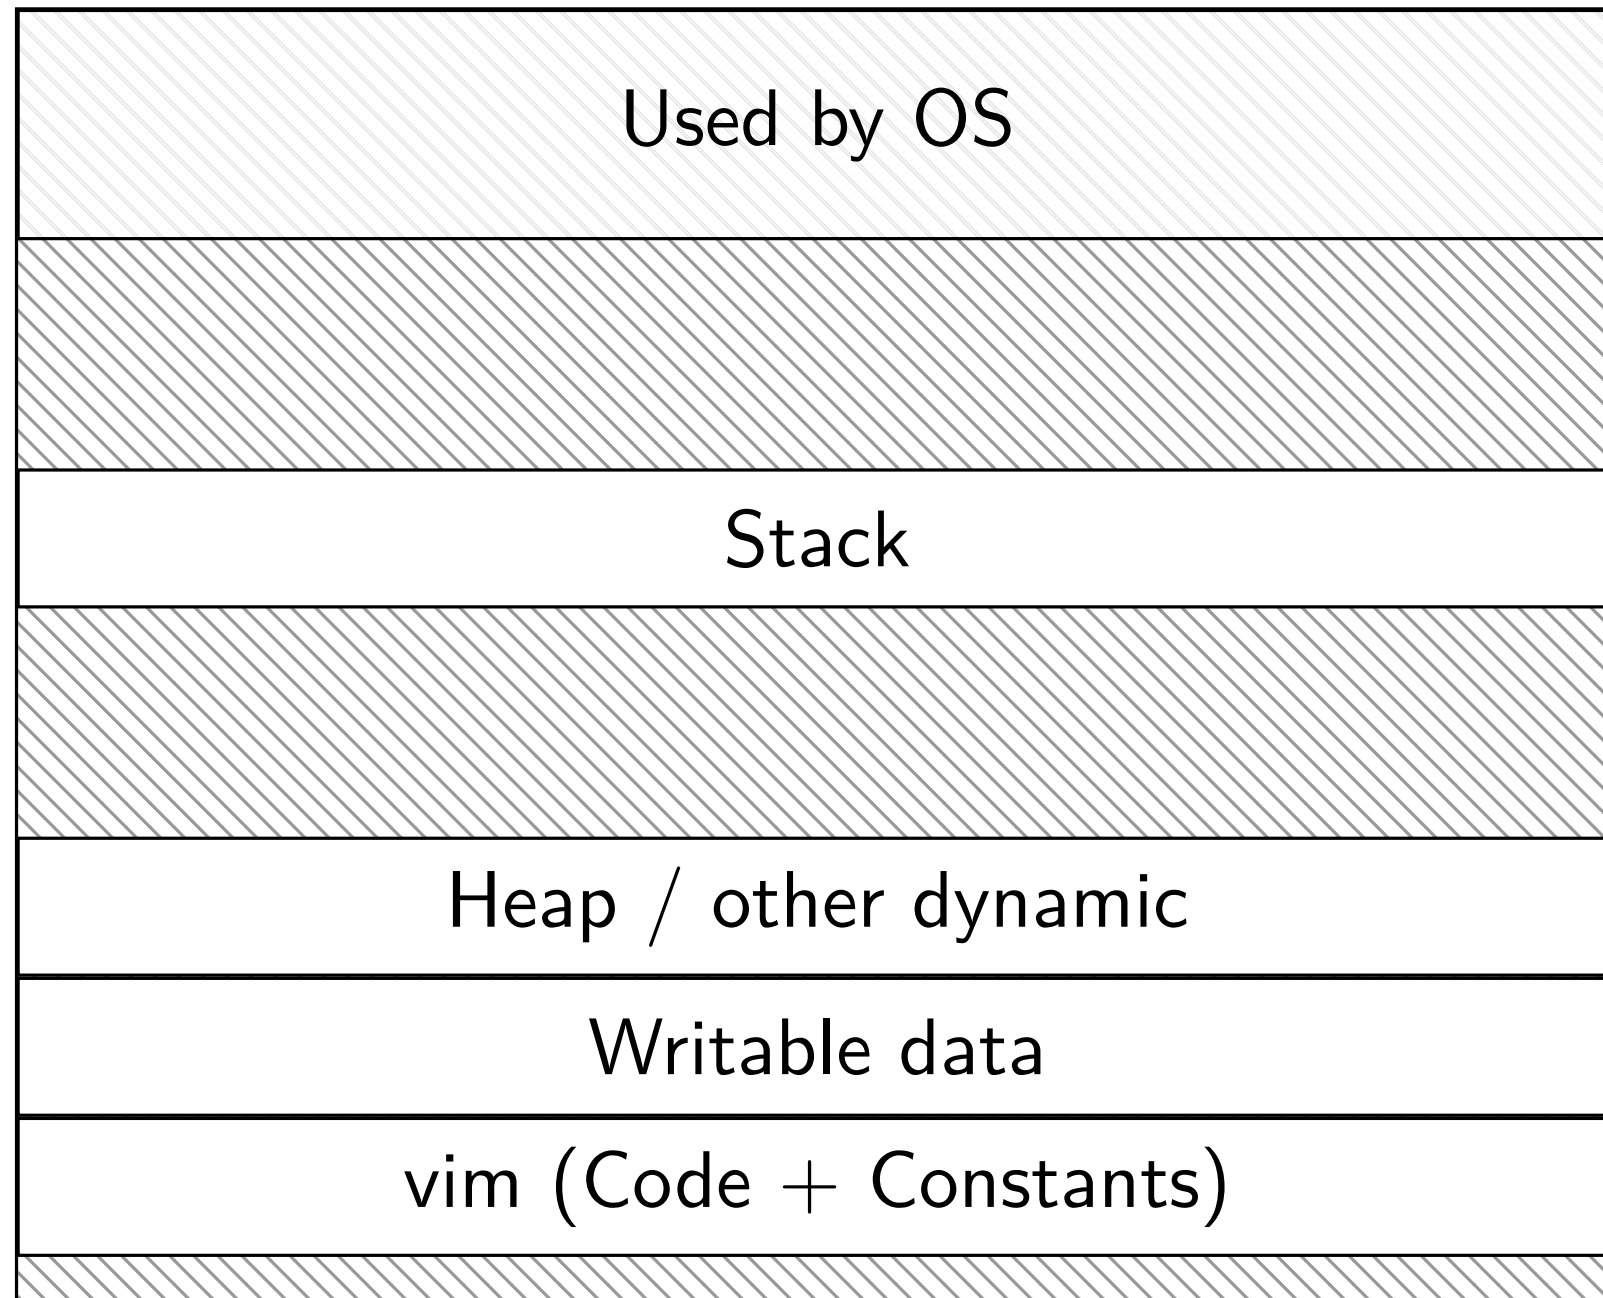 Used by OS
Stack
Heap / other dynamic
Writable data
vim (Code + Constants)